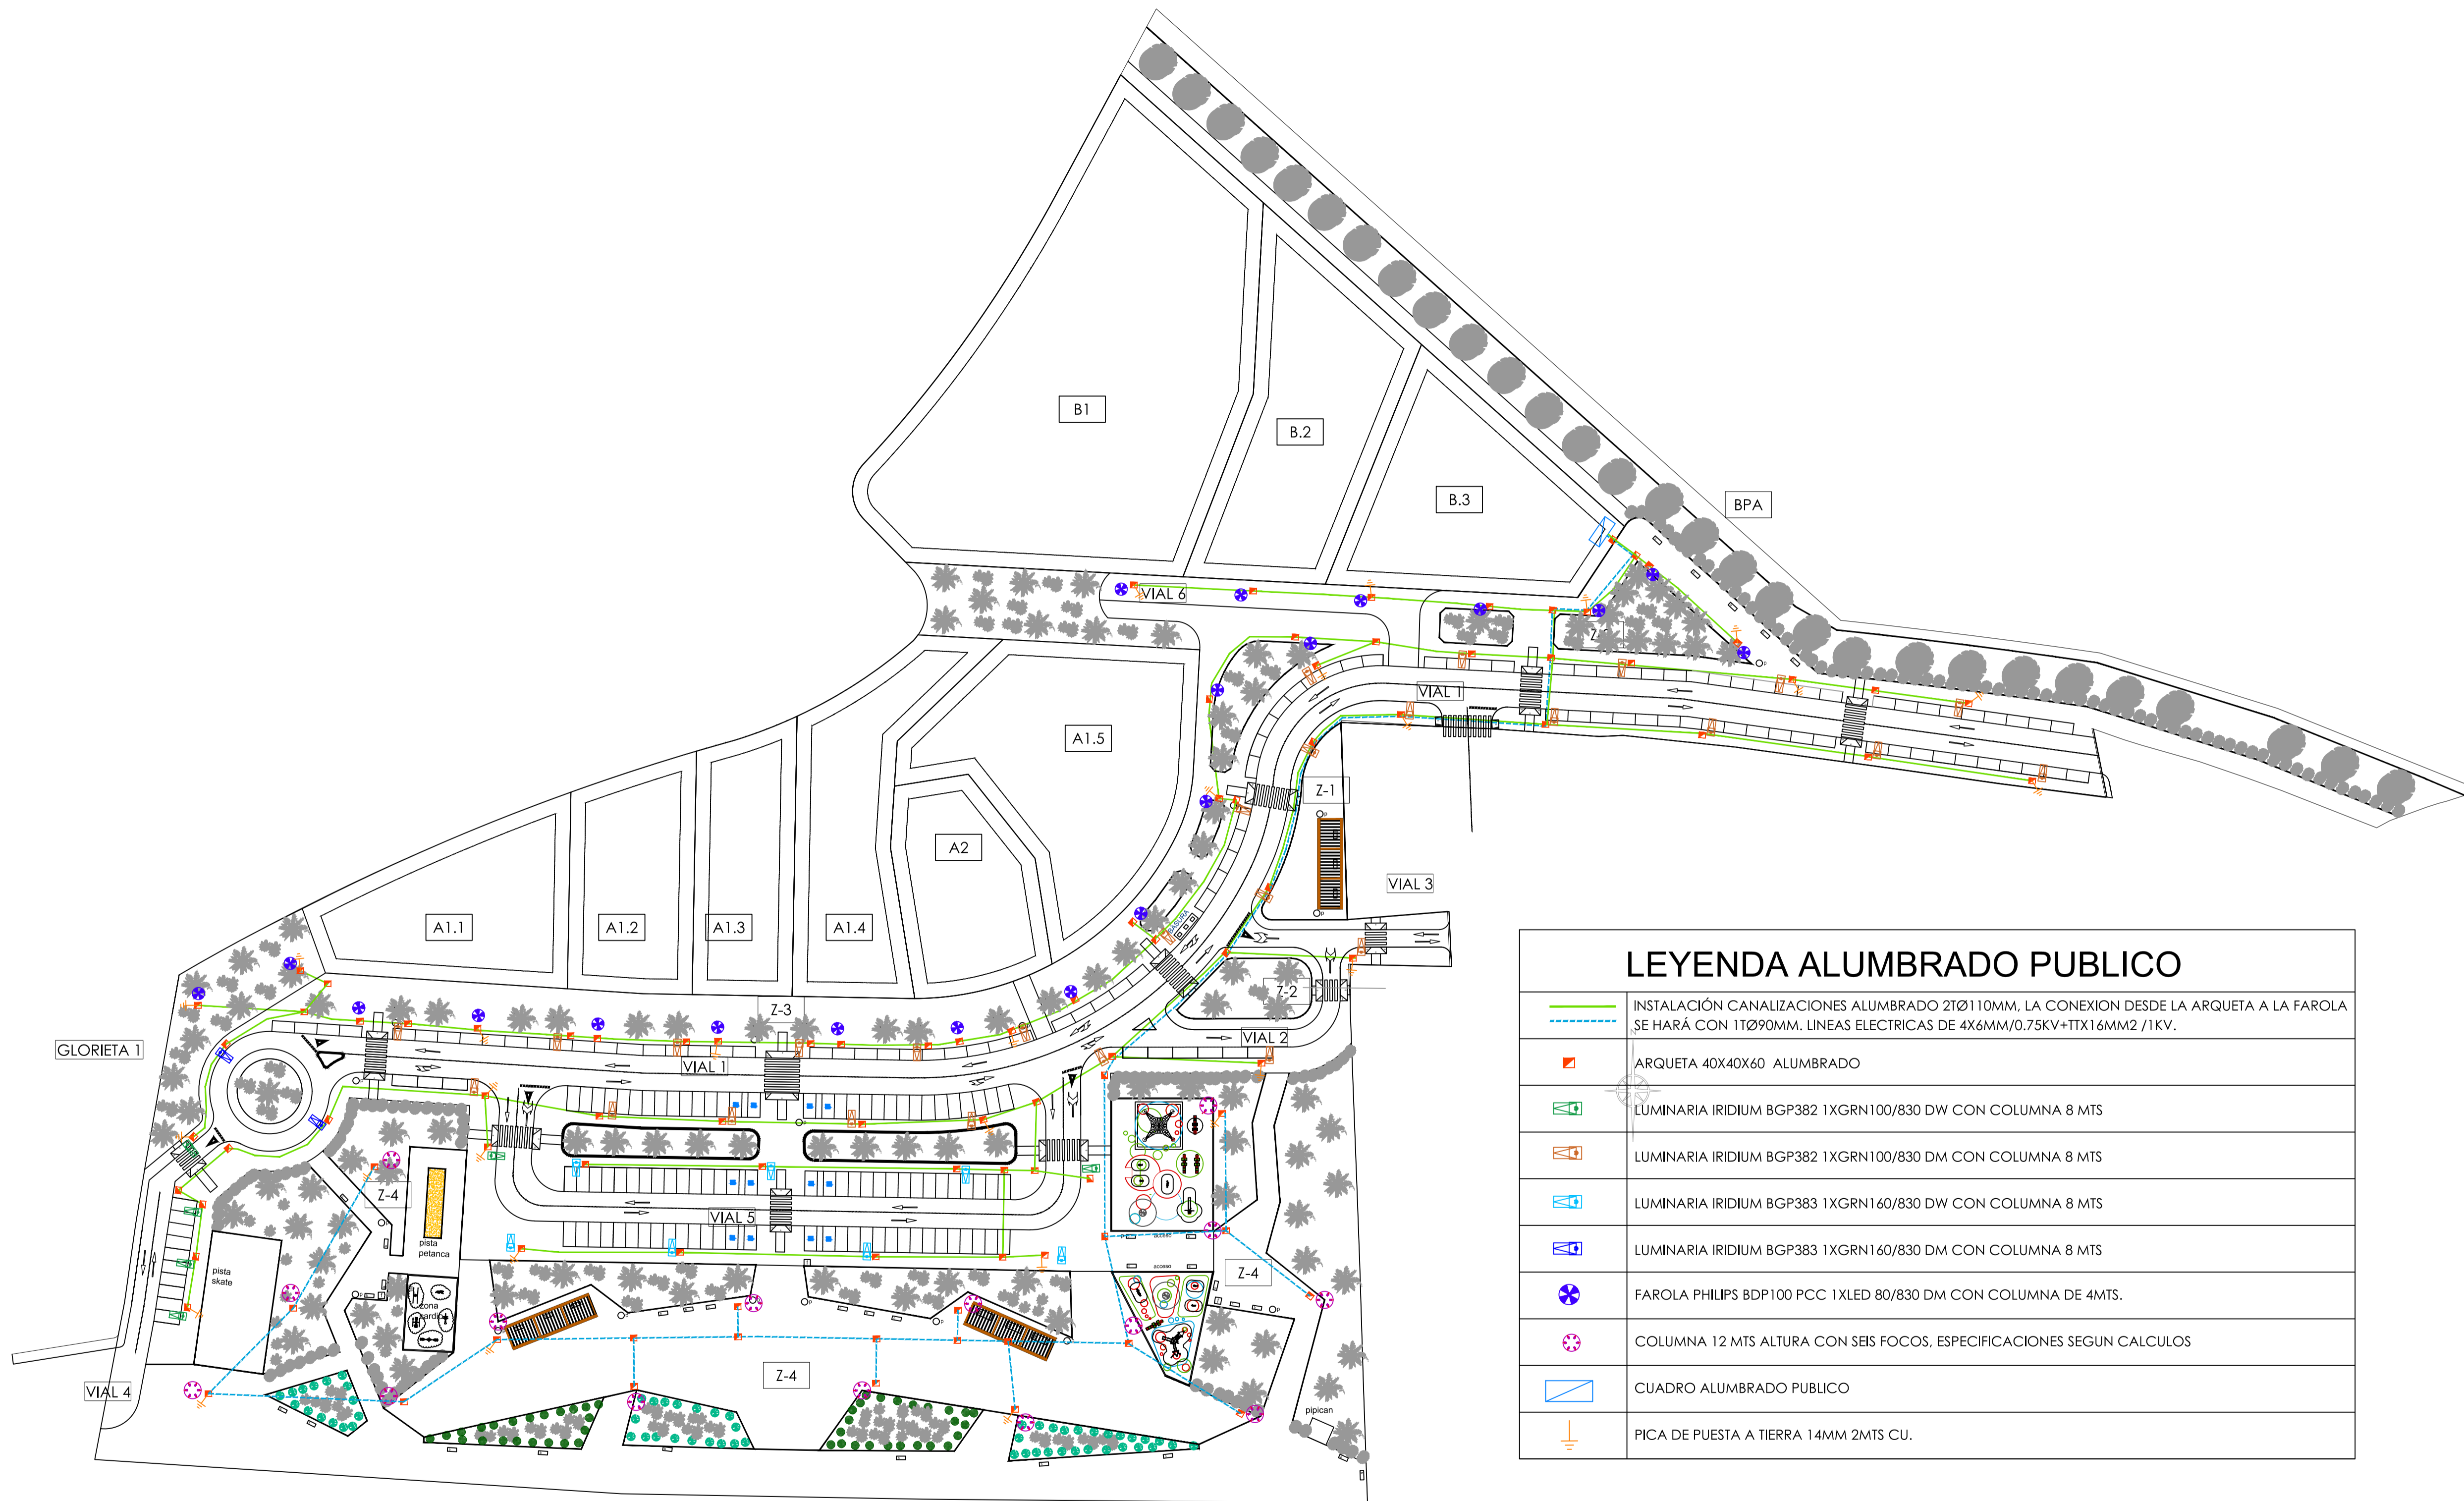 B1
B.2
B.3
BPA
VIAL 6
VIAL 1
A1.5
Z-1
A2
VIAL 3
A1.1
A1.2
A1.3
A1.4
BASURA
Z-2
Z-3
GLORIETA 1
VIAL 1
VIAL 2
Z-4
VIAL 5
pista
petanca
acceso
pista
skate
acceso
Z-4
zona
Z-4
VIAL 4
pipican
LEYENDA ALUMBRADO PUBLICO
INSTALACIÓN CANALIZACIONES ALUMBRADO 2TØ110MM, LA CONEXION DESDE LA ARQUETA A LA FAROLA
SE HARÁ CON 1TØ90MM. LINEAS ELECTRICAS DE 4X6MM/0.75KV+TTX16MM2 /1KV.
ARQUETA 40X40X60 ALUMBRADO
LUMINARIA IRIDIUM BGP382 1XGRN100/830 DW CON COLUMNA 8 MTS
LUMINARIA IRIDIUM BGP382 1XGRN100/830 DM CON COLUMNA 8 MTS
LUMINARIA IRIDIUM BGP383 1XGRN160/830 DW CON COLUMNA 8 MTS
LUMINARIA IRIDIUM BGP383 1XGRN160/830 DM CON COLUMNA 8 MTS
FAROLA PHILIPS BDP100 PCC 1XLED 80/830 DM CON COLUMNA DE 4MTS.
COLUMNA 12 MTS ALTURA CON SEIS FOCOS, ESPECIFICACIONES SEGUN CALCULOS
CUADRO ALUMBRADO PUBLICO
PICA DE PUESTA A TIERRA 14MM 2MTS CU.